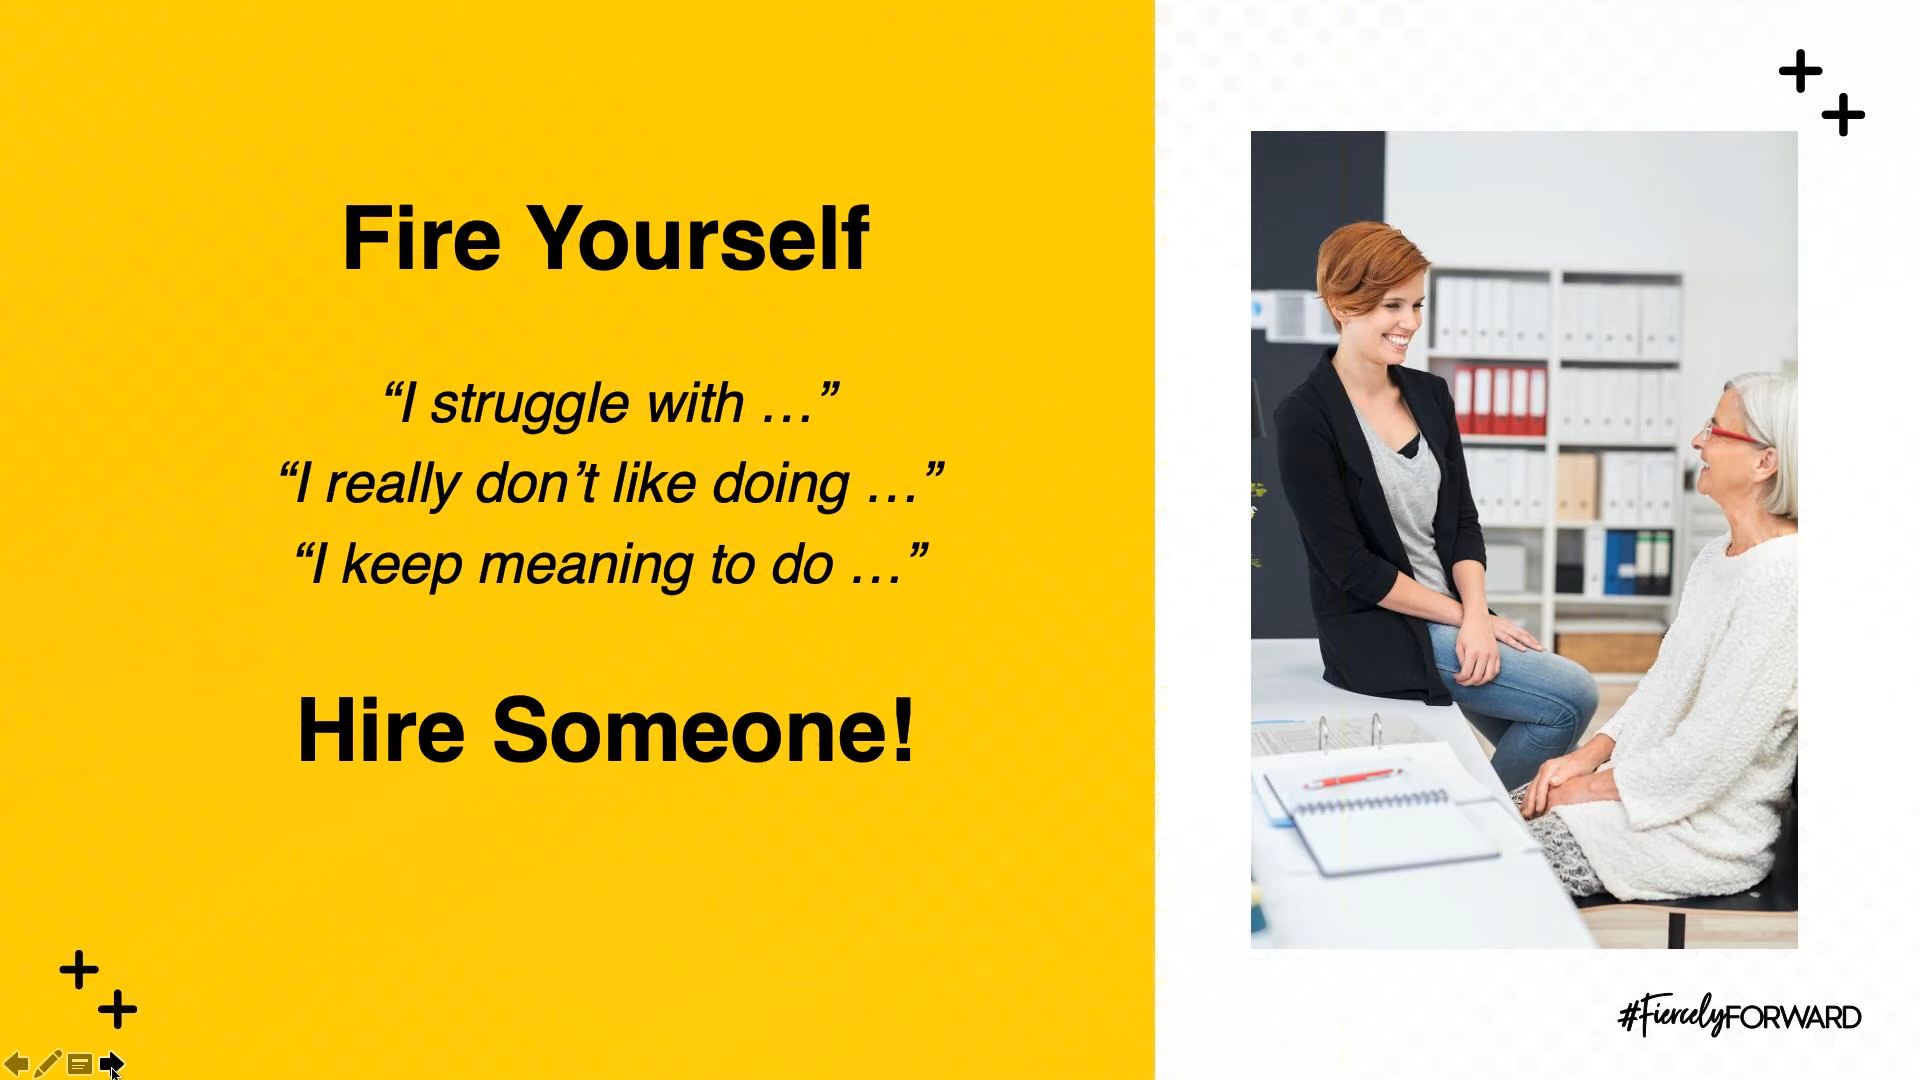 Fire Yourself
“I struggle with …”
“I really don’t like doing …”
“I keep meaning to do …”
Hire Someone!
#FiercelyFORWARD